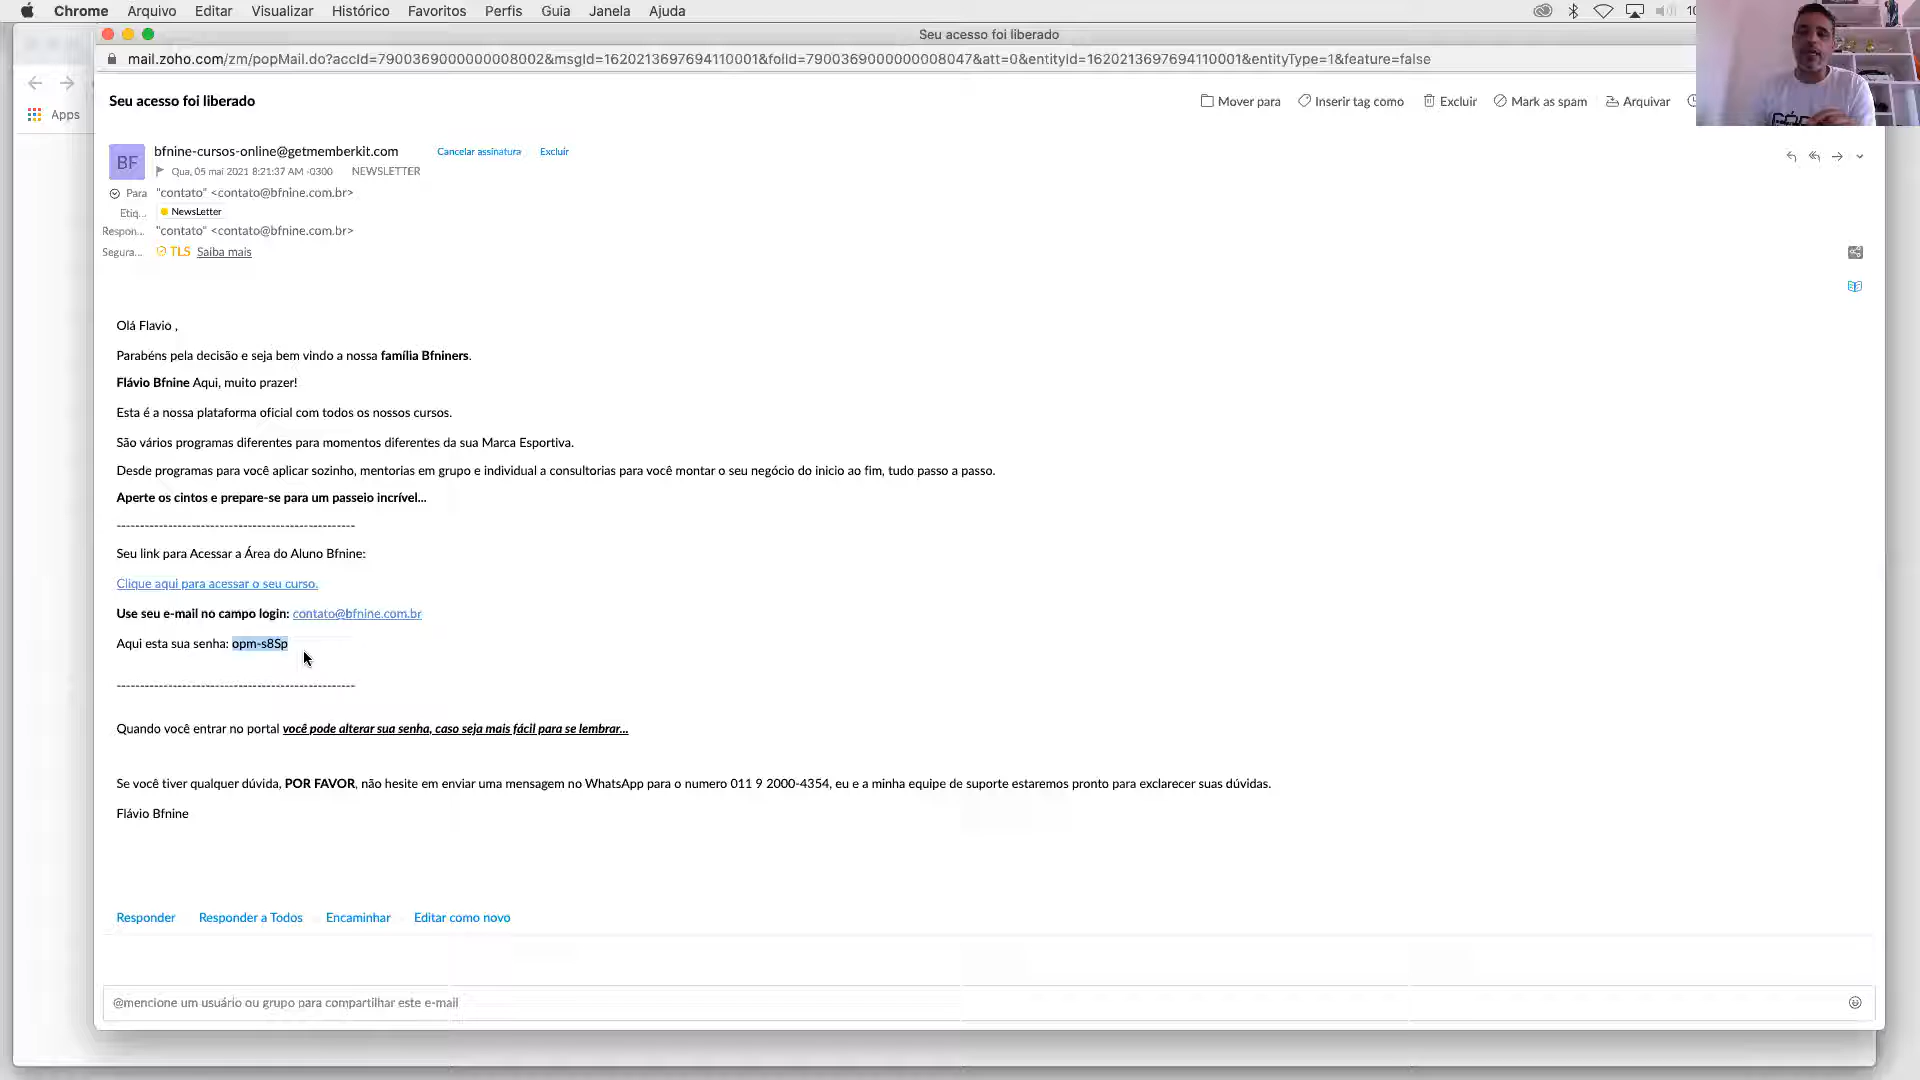 Chrome Arquivo Editar Visualizar Histórico Favoritos Perfis Guia Janela Ajuda
Seu acesso foi liberado
mail.zoho.com/zm/popMail.do?accId=7900369000000008002&msgId=1620213697694110001&folId=7900369000000008047&att=0&entityId=1620213697694110001&entityType=1&feature=false
Apps
Seu acesso foi liberado
Mover para Inserir tag como Excluir Mark as spam Arquivar
BF bfnine-cursos-online@getmemberkit.com Cancelar assinatura Excluir
Qua, 05 mai 2021 8:21:37 AM -0300 NEWSLETTER
Para "contato" <contato@bfnine.com.br>
Etiq... NewsLetter
Respon... "contato" <contato@bfnine.com.br>
Segura... TLS Saiba mais
Olá Flavio ,
Parabéns pela decisão e seja bem vindo a nossa família Bfniners.
Flávio Bfnine Aqui, muito prazer!
Esta é a nossa plataforma oficial com todos os nossos cursos.
São vários programas diferentes para momentos diferentes da sua Marca Esportiva.
Desde programas para você aplicar sozinho, mentorias em grupo e individual a consultorias para você montar o seu negócio do inicio ao fim, tudo passo a passo.
Aperte os cintos e prepare-se para um passeio incrível...
---------------------------------------------------
Seu link para Acessar a Área do Aluno Bfnine:
Clique aqui para acessar o seu curso.
Use seu e-mail no campo login: contato@bfnine.com.br
Aqui esta sua senha: opm-s8Sp
---------------------------------------------------
Quando você entrar no portal você pode alterar sua senha, caso seja mais fácil para se lembrar...
Se você tiver qualquer dúvida, POR FAVOR, não hesite em enviar uma mensagem no WhatsApp para o numero 011 9 2000-4354, eu e a minha equipe de suporte estaremos pronto para exclarecer suas dúvidas.
Flávio Bfnine
Responder Responder a Todos Encaminhar Editar como novo
@mencione um usuário ou grupo para compartilhar este e-mail